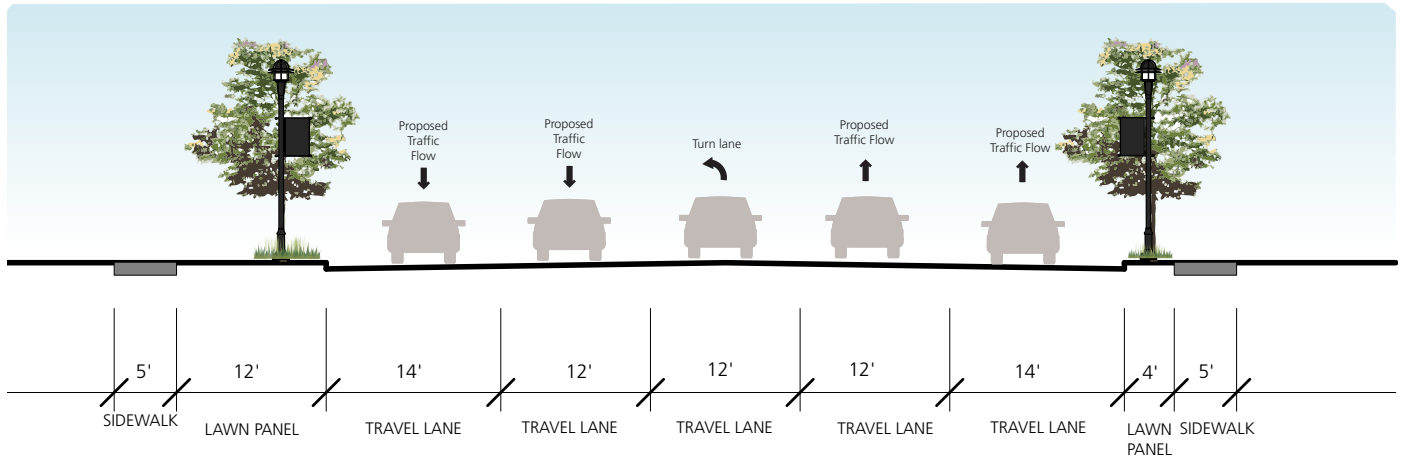 Proposed
Traffic
Flow
Proposed
Traffic
Flow
Turn lane
Proposed
Traffic Flow
Proposed
Traffic Flow
5'
12'
14'
12'
12'
12'
14'
4'
5'
SIDEWALK
LAWN PANEL
TRAVEL LANE
TRAVEL LANE
TRAVEL LANE
TRAVEL LANE
TRAVEL LANE
LAWN
PANEL
SIDEWALK